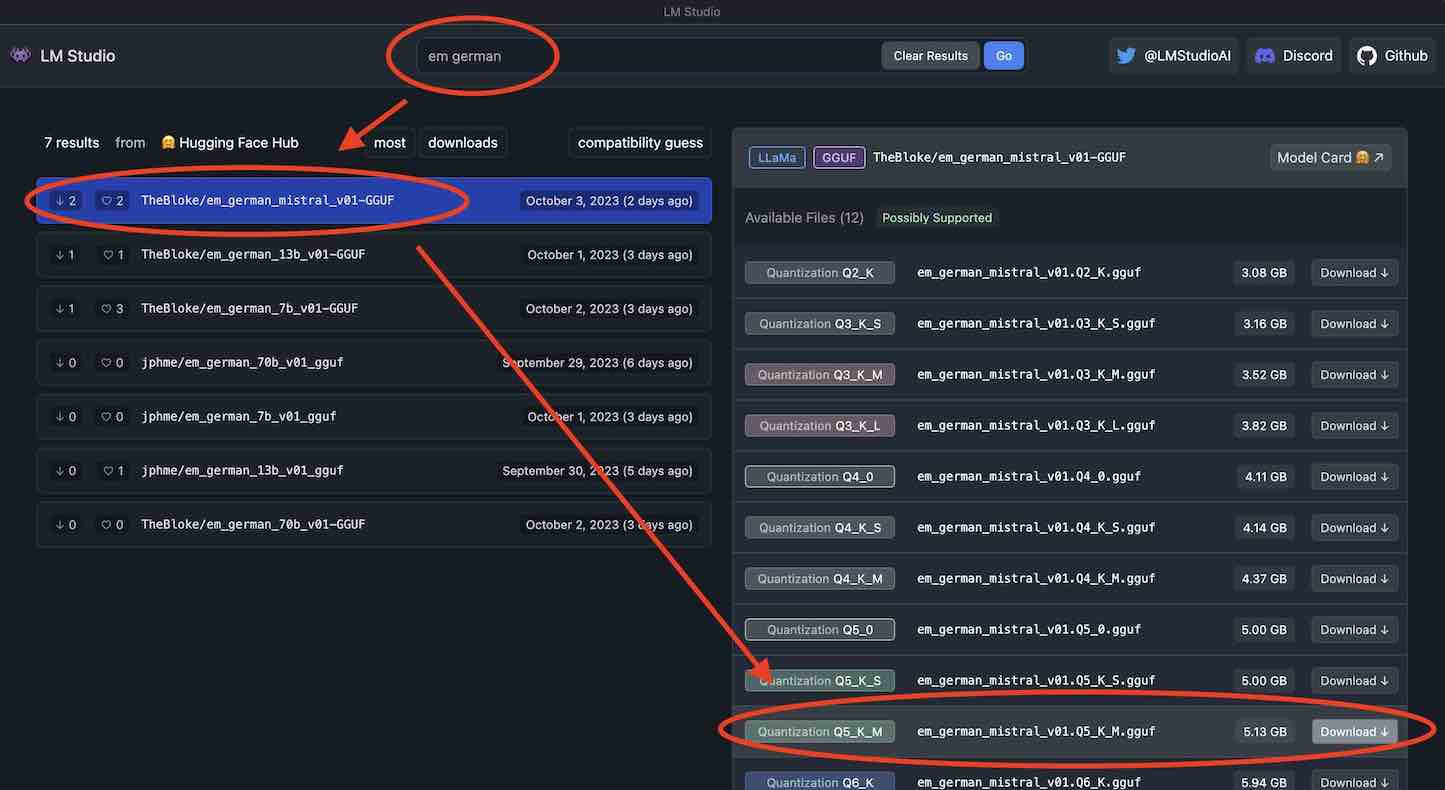 LM Studio
LM Studio
em german
Clear Results
Go
@LMStudioAI
Discord
Github
7 results from 🤗 Hugging Face Hub
most
downloads
compatibility guess
↓ 2 ♡ 2 TheBloke/em_german_mistral_v01-GGUF October 3, 2023 (2 days ago)
↓ 1 ♡ 1 TheBloke/em_german_13b_v01-GGUF October 1, 2023 (3 days ago)
↓ 1 ♡ 3 TheBloke/em_german_7b_v01-GGUF October 2, 2023 (3 days ago)
↓ 0 ♡ 0 jphme/em_german_70b_v01_gguf September 29, 2023 (6 days ago)
↓ 0 ♡ 0 jphme/em_german_7b_v01_gguf October 1, 2023 (3 days ago)
↓ 0 ♡ 1 jphme/em_german_13b_v01_gguf September 30, 2023 (5 days ago)
↓ 0 ♡ 0 TheBloke/em_german_70b_v01-GGUF October 2, 2023 (3 days ago)
LLaMa GGUF TheBloke/em_german_mistral_v01-GGUF Model Card 🤗 ↗
Available Files (12) Possibly Supported
Quantization Q2_K em_german_mistral_v01.Q2_K.gguf 3.08 GB Download ↓
Quantization Q3_K_S em_german_mistral_v01.Q3_K_S.gguf 3.16 GB Download ↓
Quantization Q3_K_M em_german_mistral_v01.Q3_K_M.gguf 3.52 GB Download ↓
Quantization Q3_K_L em_german_mistral_v01.Q3_K_L.gguf 3.82 GB Download ↓
Quantization Q4_0 em_german_mistral_v01.Q4_0.gguf 4.11 GB Download ↓
Quantization Q4_K_S em_german_mistral_v01.Q4_K_S.gguf 4.14 GB Download ↓
Quantization Q4_K_M em_german_mistral_v01.Q4_K_M.gguf 4.37 GB Download ↓
Quantization Q5_0 em_german_mistral_v01.Q5_0.gguf 5.00 GB Download ↓
Quantization Q5_K_S em_german_mistral_v01.Q5_K_S.gguf 5.00 GB Download ↓
Quantization Q5_K_M em_german_mistral_v01.Q5_K_M.gguf 5.13 GB Download ↓
Quantization Q6_K em_german_mistral_v01.Q6_K.gguf 5.94 GB Download ↓